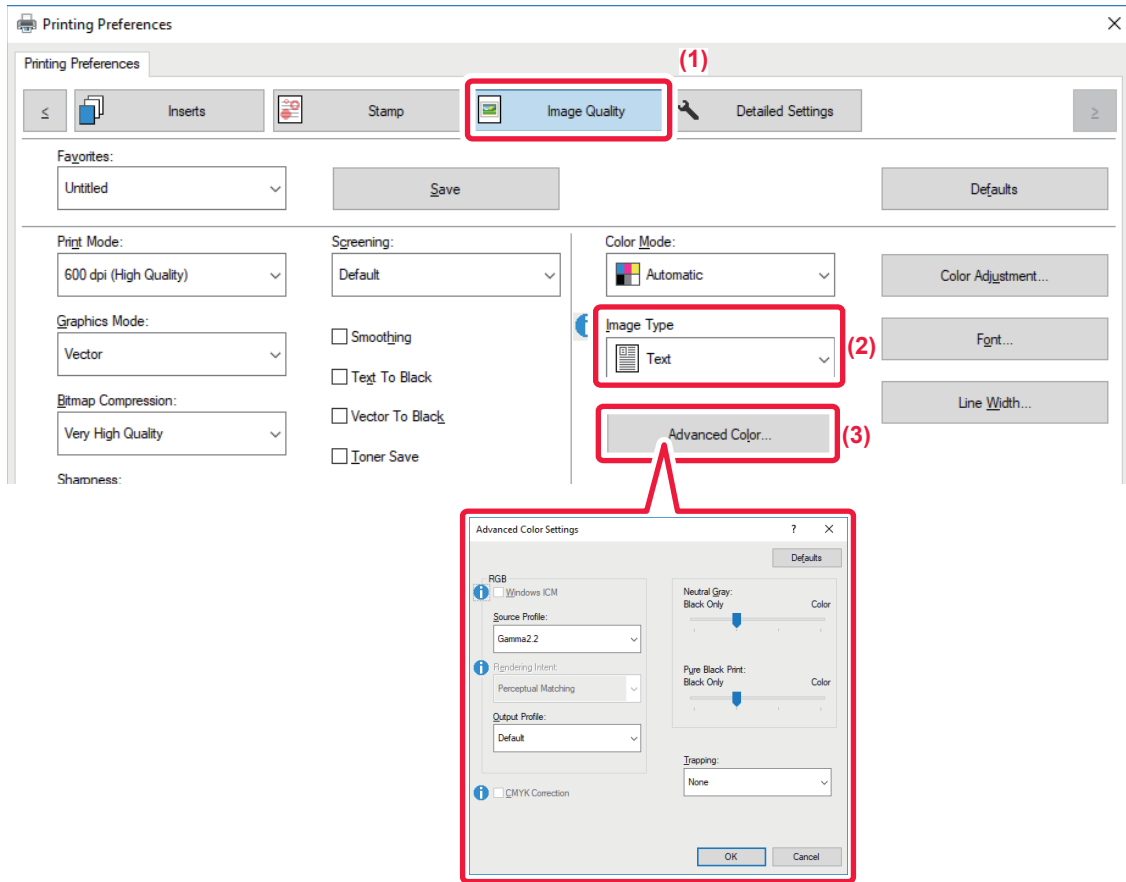 Printing Preferences
Printing Preferences
(1)
< Inserts Stamp Image Quality Detailed Settings >
Favorites:
Untitled Save Defaults
Print Mode: Screening: Color Mode:
600 dpi (High Quality) Default Automatic Color Adjustment...
Graphics Mode: Smoothing Image Type Font...
Vector Text (2)
Text To Black
Bitmap Compression: Line Width...
Very High Quality Vector To Black Advanced Color... (3)
Toner Save
Sharpness:
Advanced Color Settings ?
Defaults
RGB
Windows ICM
Source Profile:
Gamma2.2
Rendering Intent:
Perceptual Matching
Output Profile:
Default
CMYK Correction
Neutral Gray:
Black Only Color
Pure Black Print:
Black Only Color
Trapping:
None
OK Cancel